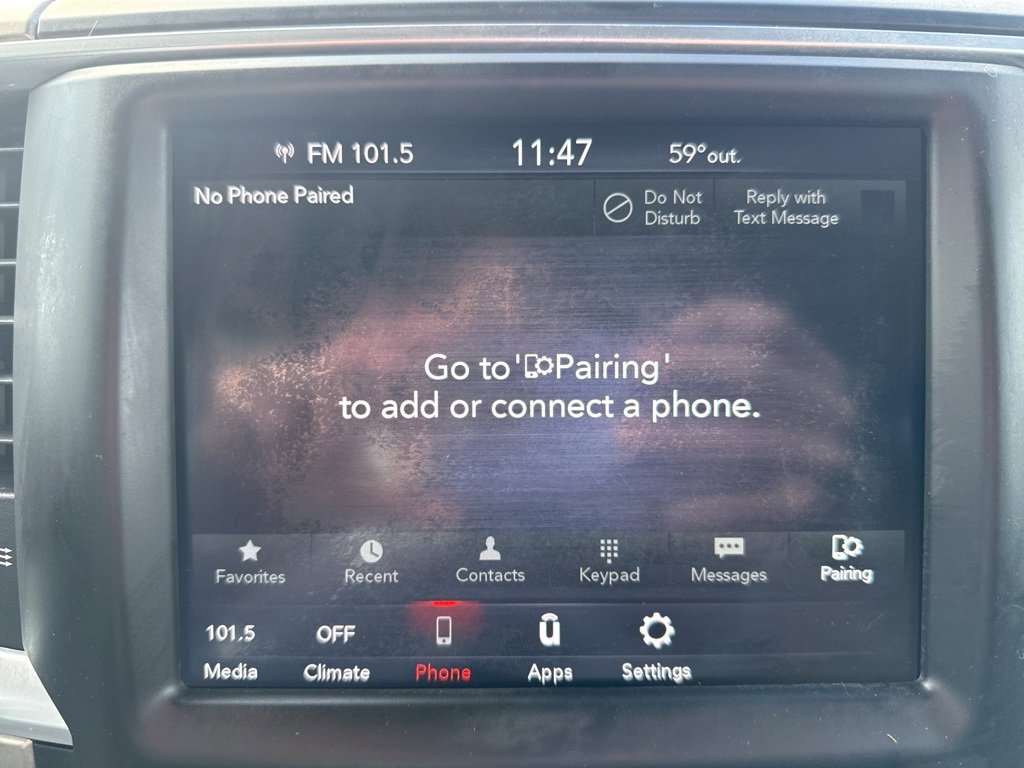 FM 101.5 11:47 59° out.
No Phone Paired
Do Not
Disturb
Reply with
Text Message
Go to 'Pairing'
to add or connect a phone.
Favorites Recent Contacts Keypad Messages Pairing
101.5 OFF
Media Climate Phone Apps Settings